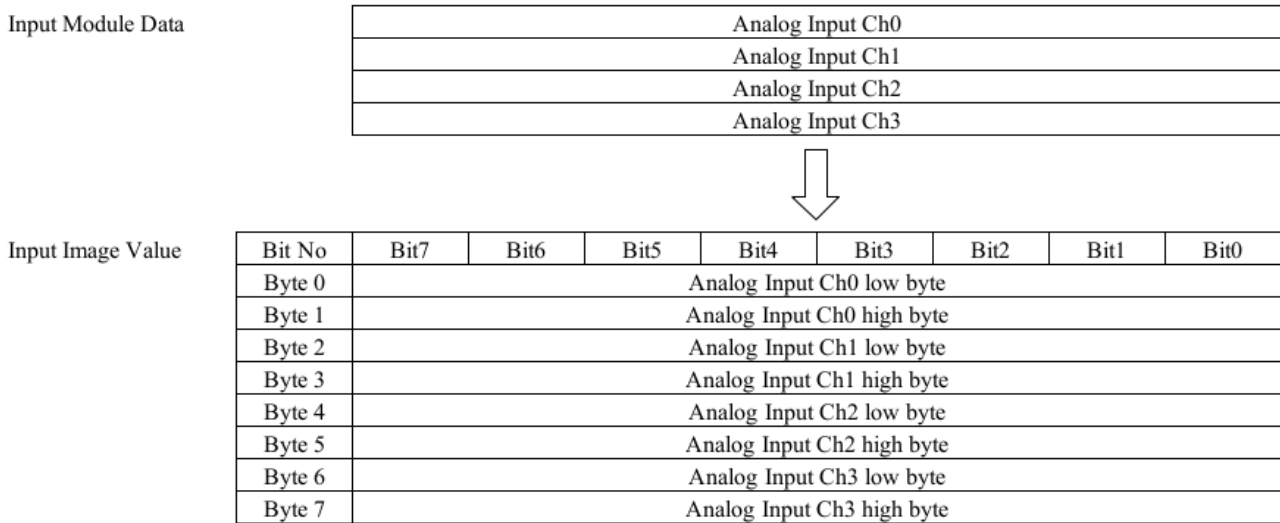 Input Module Data
Analog Input Ch0
Analog Input Ch1
Analog Input Ch2
Analog Input Ch3
Input Image Value
Bit No Bit7 Bit6 Bit5 Bit4 Bit3 Bit2 Bit1 Bit0
Byte 0 Analog Input Ch0 low byte
Byte 1 Analog Input Ch0 high byte
Byte 2 Analog Input Ch1 low byte
Byte 3 Analog Input Ch1 high byte
Byte 4 Analog Input Ch2 low byte
Byte 5 Analog Input Ch2 high byte
Byte 6 Analog Input Ch3 low byte
Byte 7 Analog Input Ch3 high byte